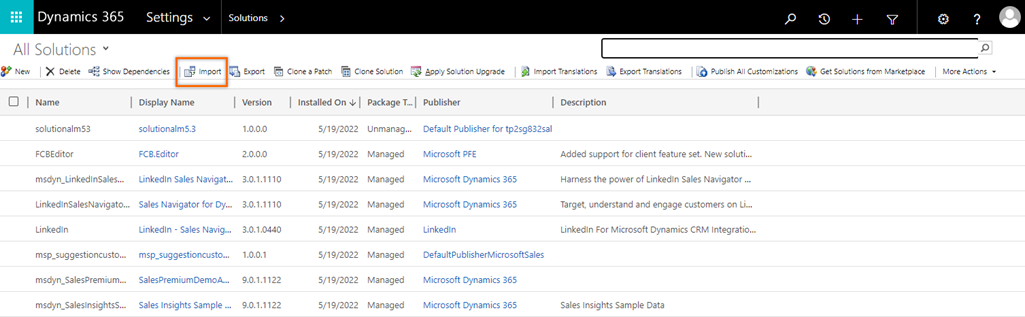 Dynamics 365 Settings Solutions
All Solutions
New Delete Show Dependencies Import Export Clone a Patch Clone Solution Apply Solution Upgrade Import Translations Export Translations Publish All Customizations Get Solutions from Marketplace More Actions
Name Display Name Version Installed On Package T... Publisher Description
solutionalm53 solutionalm5.3 1.0.0.0 5/19/2022 Unmanag... Default Publisher for tp2sg832sal
FCBEditor FCB.Editor 2.0.0.0 5/19/2022 Managed Microsoft PFE Added support for client feature set. New soluti...
msdyn_LinkedInSales... LinkedIn Sales Navigat... 3.0.1.1110 5/19/2022 Managed Microsoft Dynamics 365 Harness the power of LinkedIn Sales Navigator ...
LinkedInSalesNavigato... Sales Navigator for Dy... 3.0.1.1110 5/19/2022 Managed Microsoft Dynamics 365 Target, understand and engage customers on Li...
LinkedIn LinkedIn - Sales Navig... 3.0.1.0440 5/19/2022 Managed LinkedIn LinkedIn For Microsoft Dynamics CRM Integratio...
msp_suggestioncusto... msp_suggestioncusto... 1.0.0.1 5/19/2022 Managed DefaultPublisherMicrosoftSales
msdyn_SalesPremium... SalesPremiumDemoA... 9.0.1.1122 5/19/2022 Managed Microsoft Dynamics 365
msdyn_SalesInsightsS... Sales Insights Sample ... 9.0.1.1122 5/19/2022 Managed Microsoft Dynamics 365 Sales Insights Sample Data